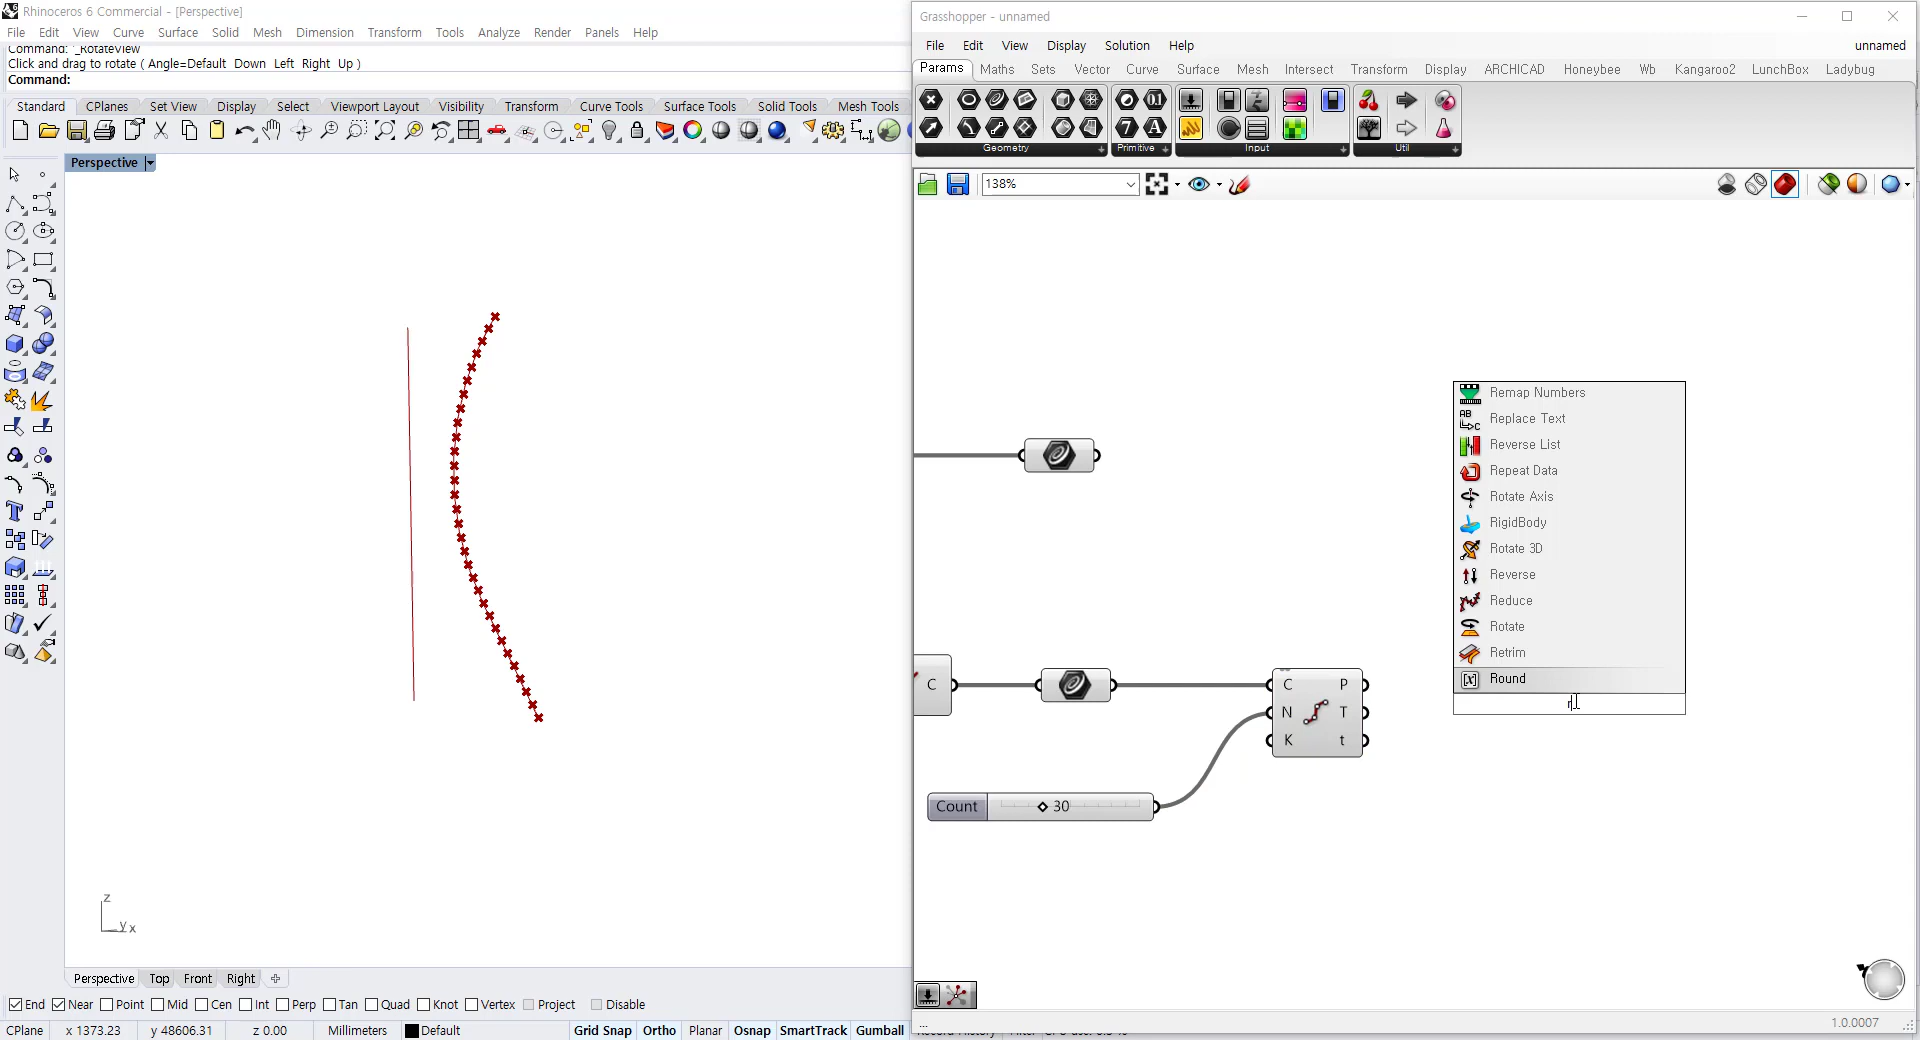 Rhinoceros 6 Commercial - [Perspective]
File Edit View Curve Surface Solid Mesh Dimension Transform Tools Analyze Render Panels Help
Command: '_RotateView
Click and drag to rotate ( Angle=Default Down Left Right Up )
Command:
Standard CPlanes Set View Display Select Viewport Layout Visibility Transform Curve Tools Surface Tools Solid Tools Mesh Tools
Perspective
z
y x
Perspective Top Front Right
End Near Point Mid Cen Int Perp Tan Quad Knot Vertex Project Disable
CPlane x 1373.23 y 48606.31 z 0.00 Millimeters Default Grid Snap Ortho Planar Osnap SmartTrack Gumball
Grasshopper - unnamed
File Edit View Display Solution Help unnamed
Params Maths Sets Vector Curve Surface Mesh Intersect Transform Display ARCHICAD Honeybee Wb Kangaroo2 LunchBox Ladybug
Geometry Primitive Input Util
138%
Remap Numbers
Replace Text
Reverse List
Repeat Data
Rotate Axis
RigidBody
Rotate 3D
Reverse
Reduce
Rotate
Retrim
Round
r
C
C P
N T
K t
Count 30
...
1.0.0007